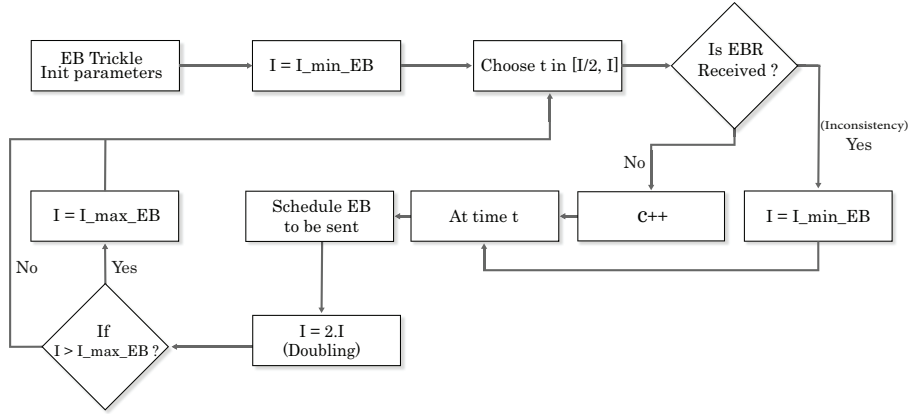 EB Trickle
Init parameters
I = I_min_EB
Choose t in [I/2, I]
Is EBR
Received ?
(Inconsistency)
Yes
No
I = I_max_EB
Schedule EB
to be sent
At time t
c++
I = I_min_EB
No
Yes
If
I > I_max_EB ?
I = 2.I
(Doubling)